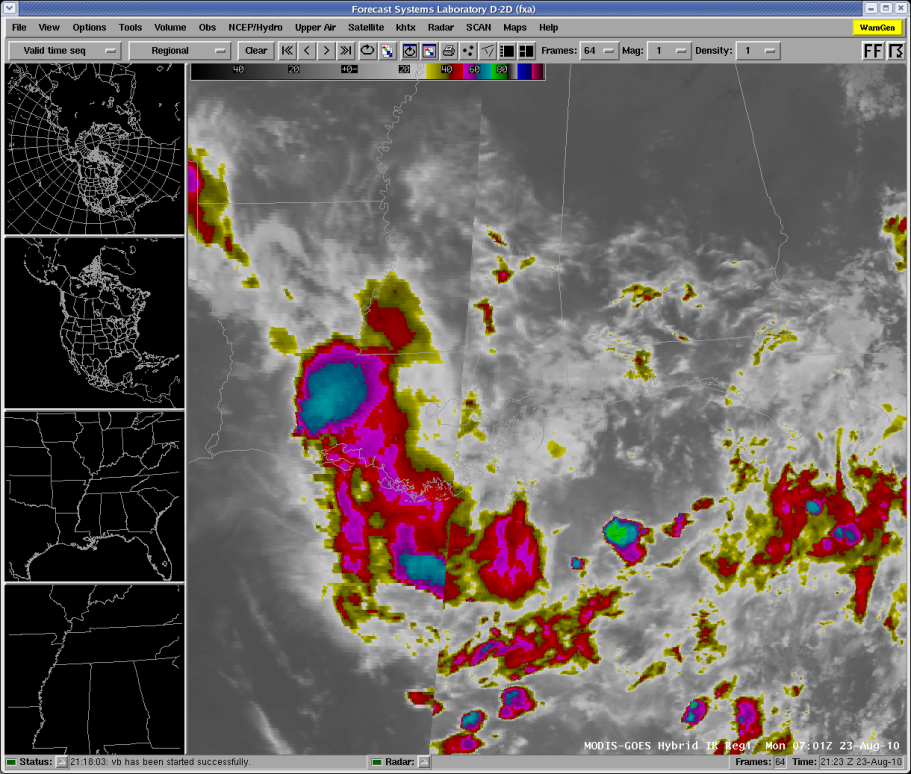 Forecast Systems Laboratory D-2D (fxa)
File View Options Tools Volume Obs NCEP/Hydro Upper Air Satellite khtx Radar SCAN Maps Help WarnGen
Valid time seq Regional Clear Frames: 64 Mag: 1 Density: 1 FF
40 20 +0- 20 40 60 80
MODIS-GOES Hybrid IR Reg1 Mon 07:01Z 23-Aug-10
Status: 21:18:03: vb has been started successfully. Radar: Frames: 64 Time: 21:23 Z 23-Aug-10